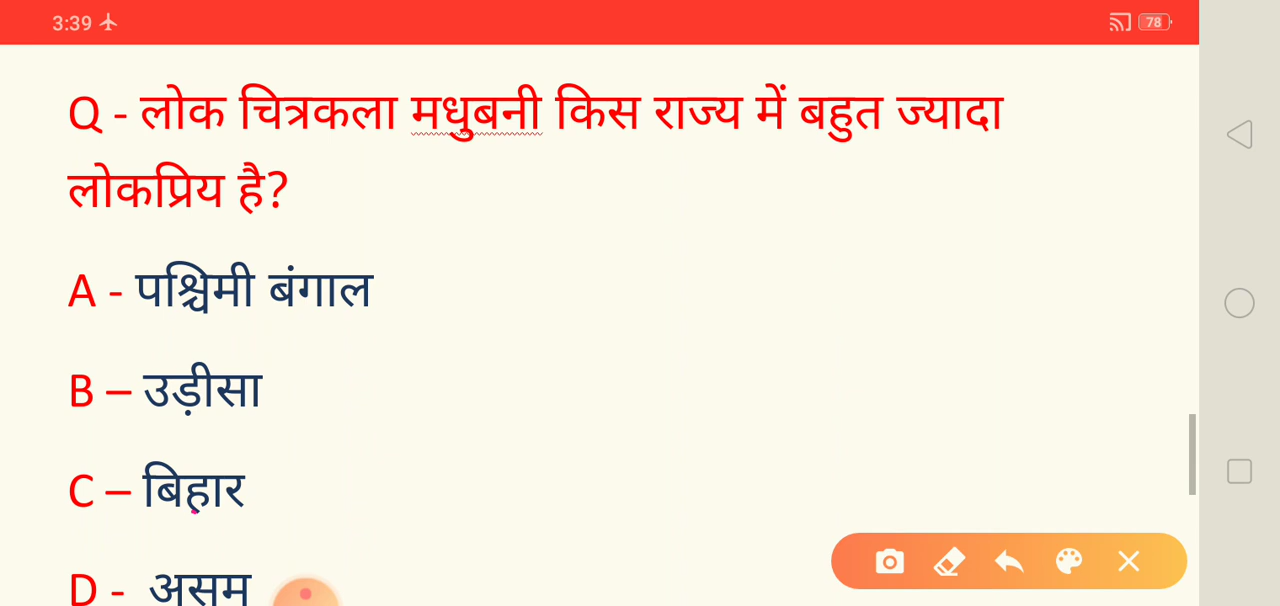 3:39
78
Q - लोक चित्रकला मधुबनी किस राज्य में बहुत ज्यादा
लोकप्रिय है?
A - पश्चिमी बंगाल
B – उड़ीसा
C – बिहार
D - असम